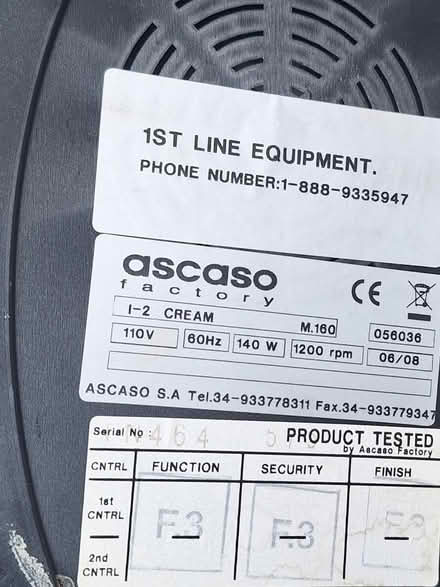 1ST LINE EQUIPMENT.
PHONE NUMBER:1-888-9335947
ascaso
factory
CE
I-2 CREAM M.160 056036
110V 60Hz 140 W 1200 rpm 06/08
ASCASO S.A Tel.34-933778311 Fax.34-933779347
Serial No : 464 PRODUCT TESTED
by Ascaso Factory
CNTRL FUNCTION SECURITY FINISH
1st
CNTRL
F.3 F.3
2nd
CNTRL